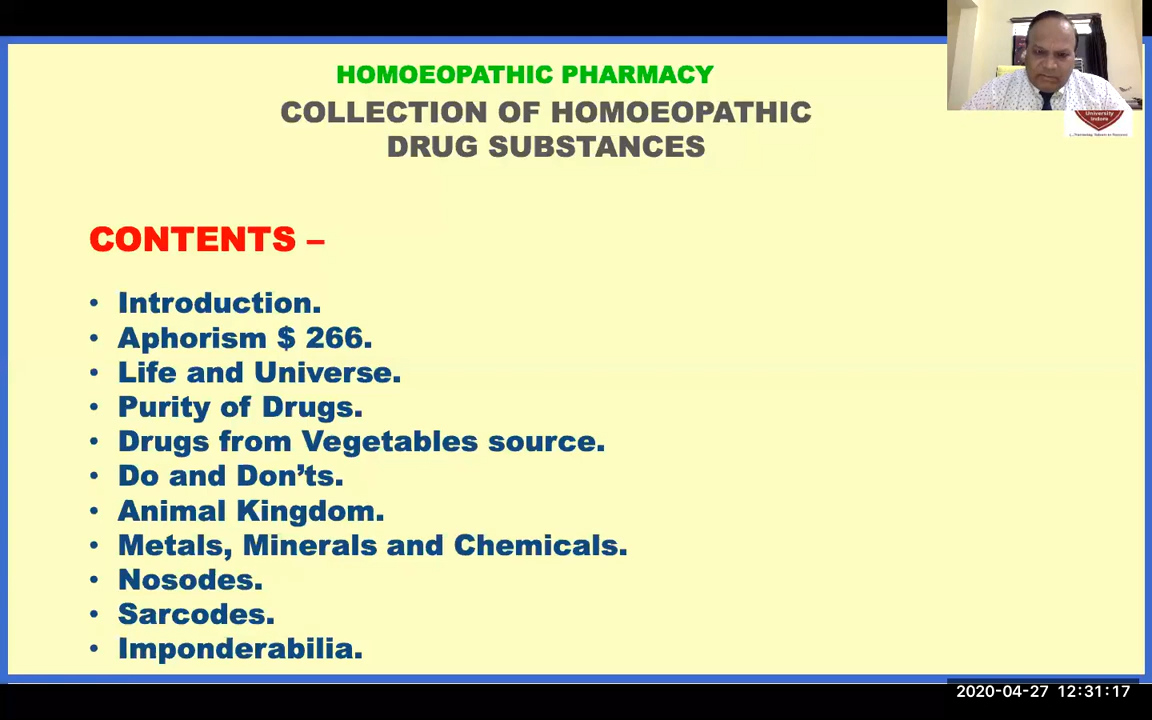 HOMOEOPATHIC PHARMACY
COLLECTION OF HOMOEOPATHIC
DRUG SUBSTANCES
University
Indore
CONTENTS –
• Introduction.
• Aphorism $ 266.
• Life and Universe.
• Purity of Drugs.
• Drugs from Vegetables source.
• Do and Don’ts.
• Animal Kingdom.
• Metals, Minerals and Chemicals.
• Nosodes.
• Sarcodes.
• Imponderabilia.
2020-04-27 12:31:17